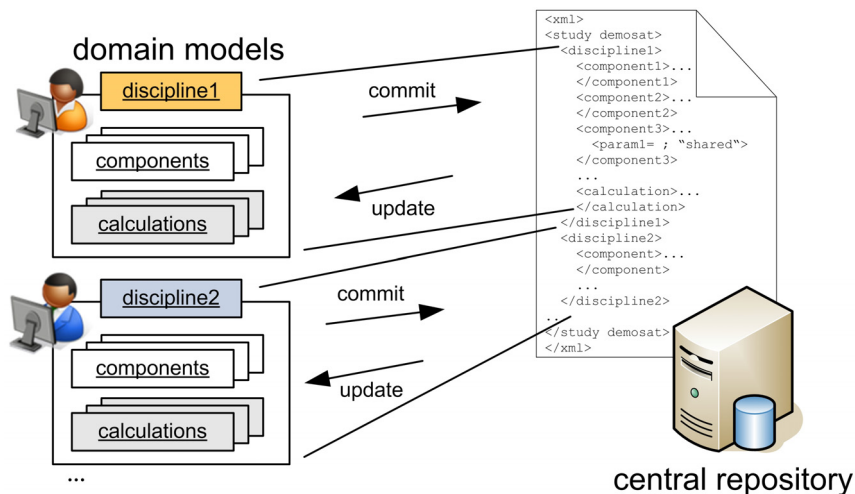 domain models
discipline1
components
calculations
commit
update
discipline2
components
calculations
commit
update
...
<xml>
<study demosat>
<discipline1>
<component1>...
</component1>
<component2>...
</component2>
<component3>...
<param1= ; “shared“>
</component3>
...
<calculation>...
</calculation>
</discipline1>
<discipline2>
<component>...
</component>
...
</discipline2>
...
</study demosat>
</xml>
central repository